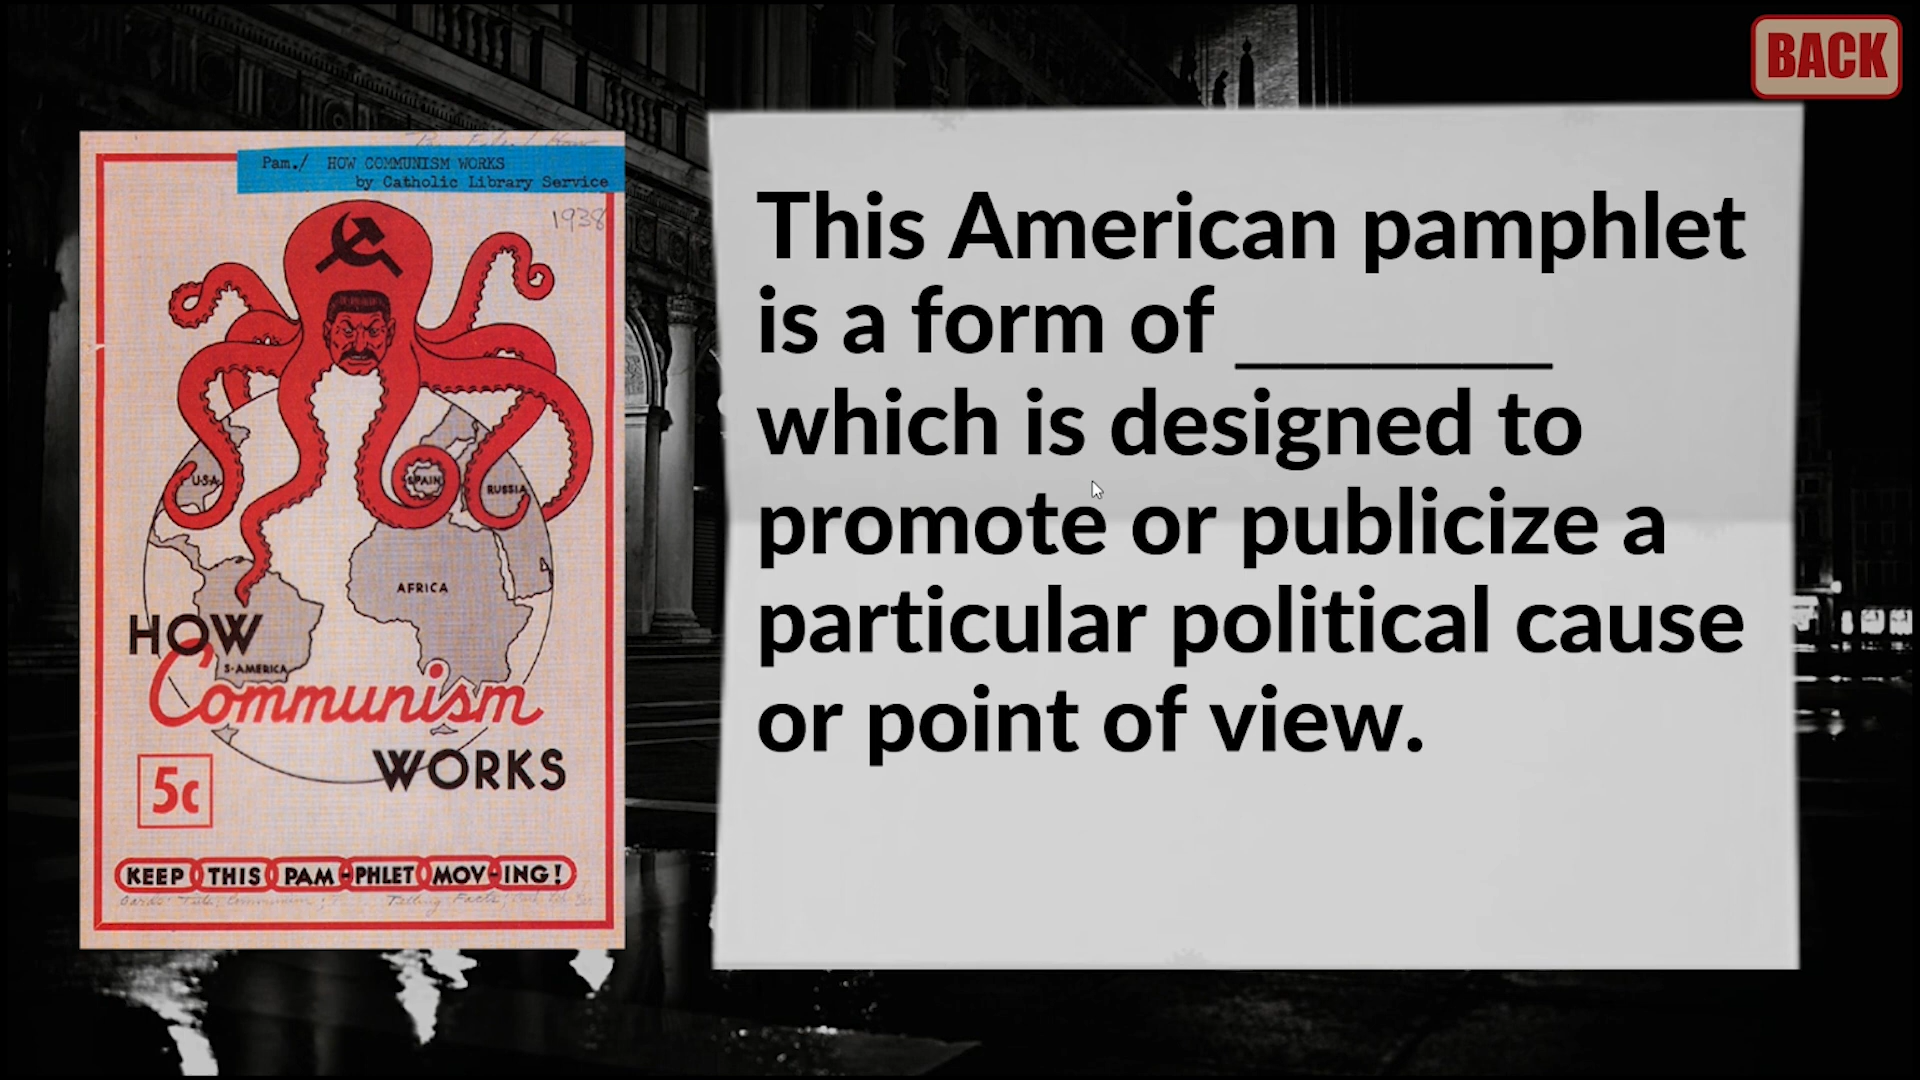 BACK
Pam./ HOW COMMUNISM WORKS
by Catholic Library Service
1938
U.S.A.
SPAIN
RUSSIA
AFRICA
S-AMERICA
HOW
Communism
WORKS
5c
KEEP THIS PAM-PHLET MOV-ING!
This American pamphlet
is a form of ________
which is designed to
promote or publicize a
particular political cause
or point of view.